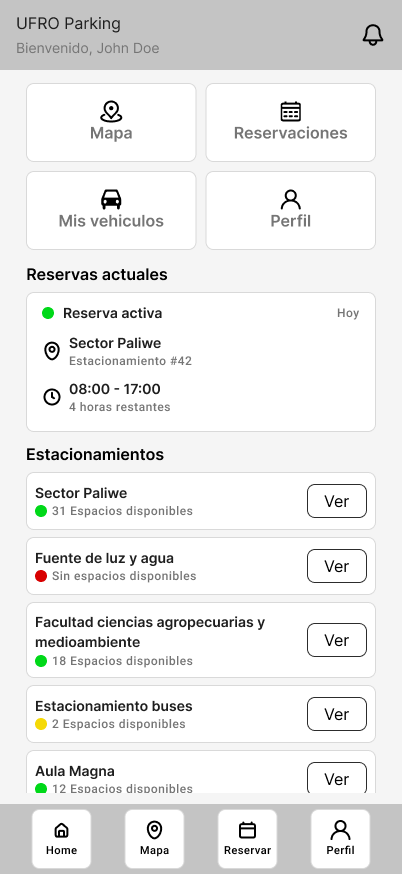 UFRO Parking
Bienvenido, John Doe
Mapa
Reservaciones
Mis vehiculos
Perfil
Reservas actuales
Reserva activa
Hoy
Sector Paliwe
Estacionamiento #42
08:00 - 17:00
4 horas restantes
Estacionamientos
Sector Paliwe
31 Espacios disponibles
Ver
Fuente de luz y agua
Sin espacios disponibles
Ver
Facultad ciencias agropecuarias y
medioambiente
18 Espacios disponibles
Ver
Estacionamiento buses
2 Espacios disponibles
Ver
Aula Magna
12 Espacios disponibles
Ver
Home
Mapa
Reservar
Perfil